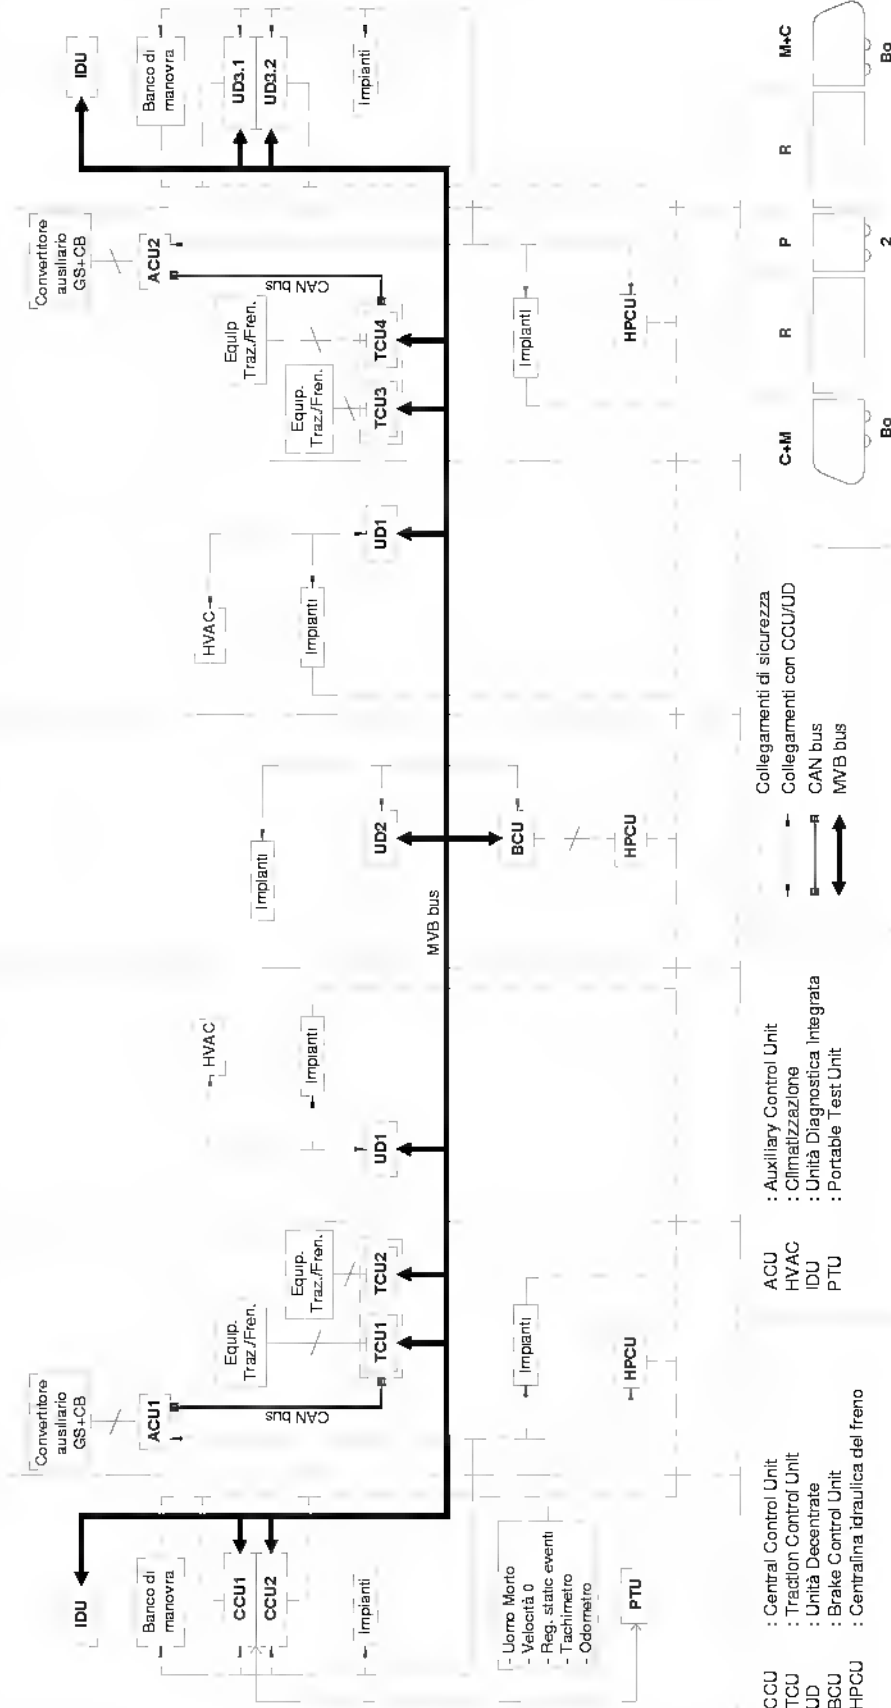 IDU
Banco di
manovra
CCU1
CCU2
Impianti
- Uomo Morto
- Velocità 0
- Reg. static eventi
- Tachimetro
- Odometro
PTU
Convertitore
ausiliario
GS+CB
ACU1
CAN bus
Equip.
Traz./Fren.
Equip.
Traz./Fren.
TCU1
TCU2
Impianti
HPCU
HVAC
Impianti
UD1
Impianti
UD2
MVB bus
BCU
HPCU
HVAC
Impianti
UD1
Convertitore
ausiliario
GS+CB
ACU2
CAN bus
Equip
Traz./Fren.
Equip.
Traz./Fren.
TCU3
TCU4
Impianti
HPCU
IDU
Banco di
manovra
UD3.1
UD3.2
Impianti
CCU : Central Control Unit
TCU : Traction Control Unit
UD : Unità Decentrate
BCU : Brake Control Unit
HPCU : Centralina idraulica del freno
ACU : Auxiliary Control Unit
HVAC : Climatizzazione
IDU : Unità Diagnostica Integrata
PTU : Portable Test Unit
Collegamenti di sicurezza
Collegamenti con CCU/UD
CAN bus
MVB bus
C+M R P R M+C
Bo 2 Bo